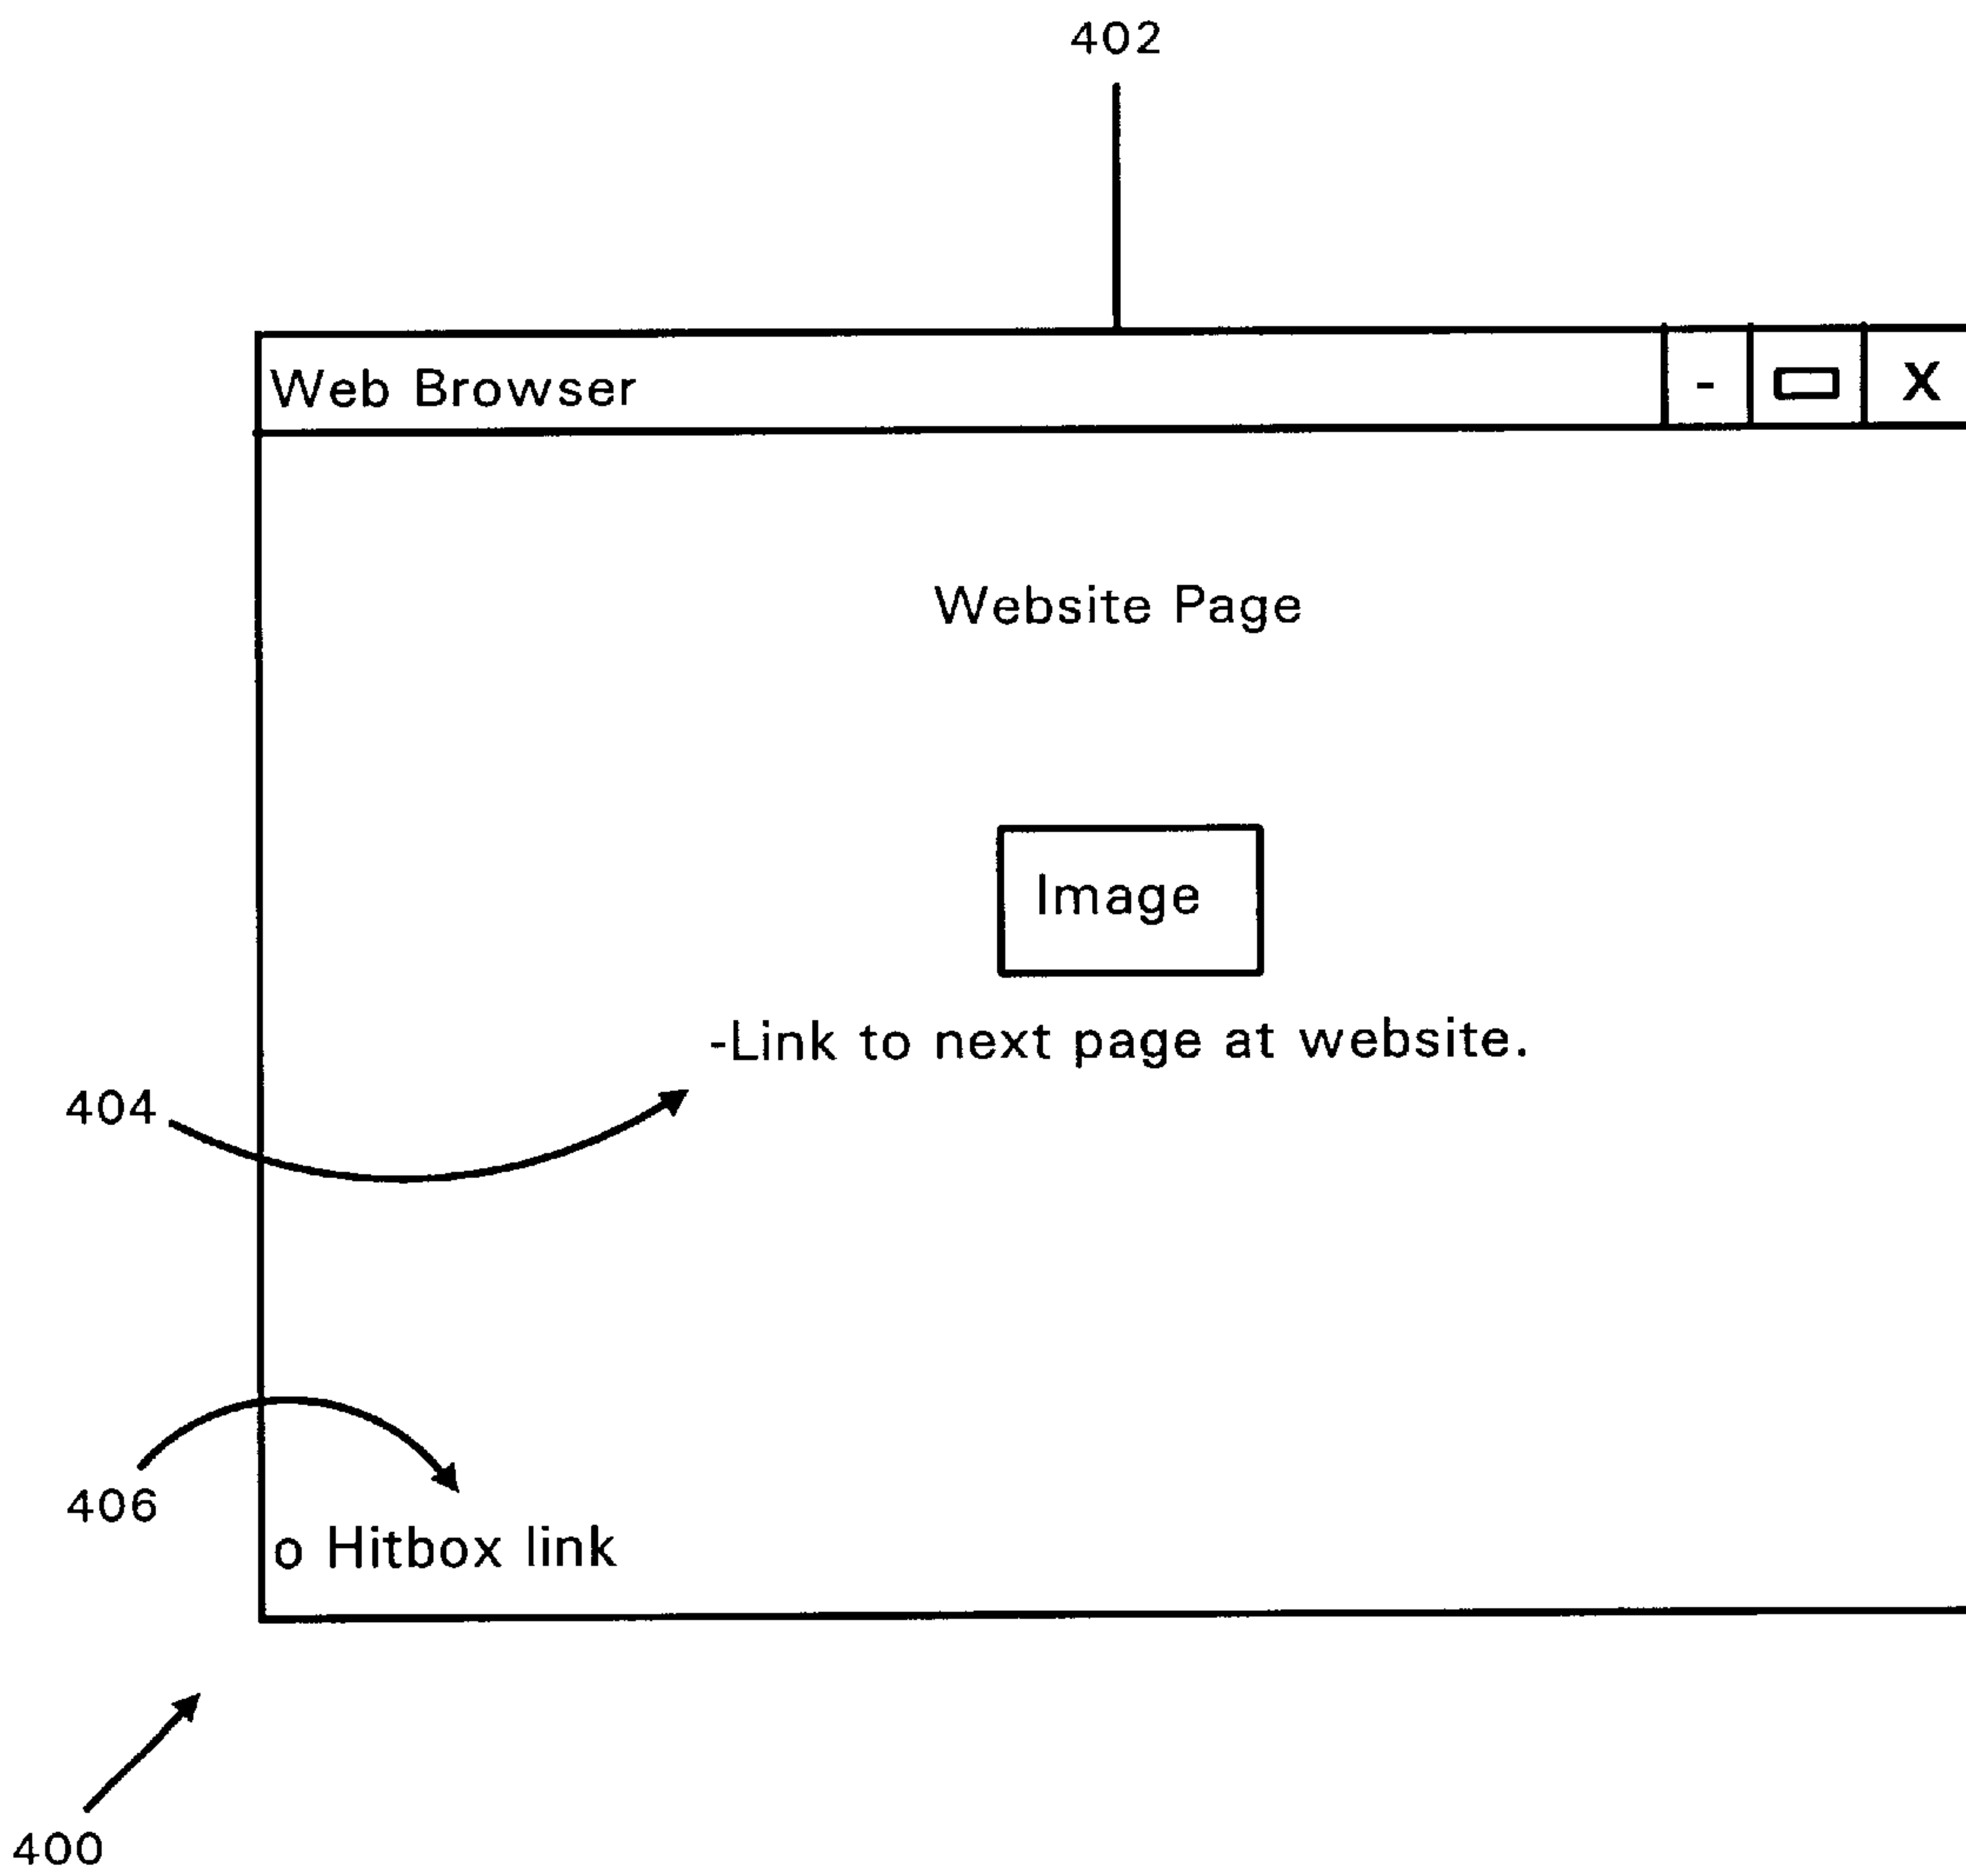 402
Web Browser - X
Website Page
Image
-Link to next page at website.
404
406
o Hitbox link
400